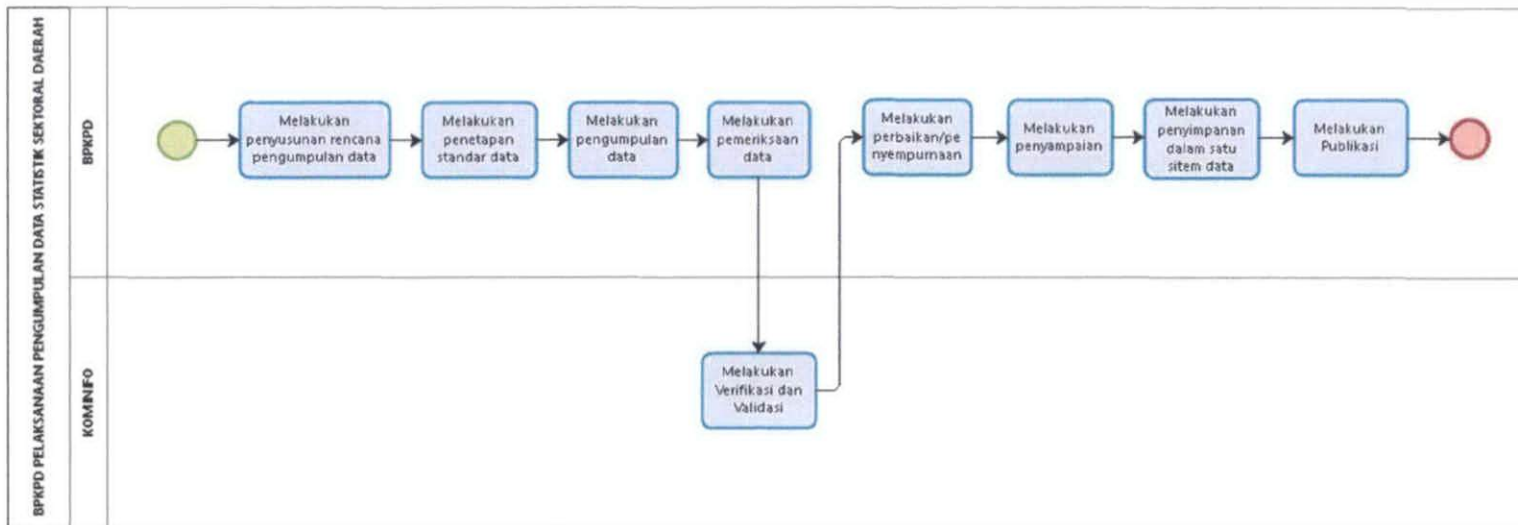 BPKPD PELAKSANAAN PENGUMPULAN DATA STATISTIK SEKTORAL DAERAH
BPKPD
Melakukan
penyusunan rencana
pengumpulan data
Melakukan
penetapan
standar data
Melakukan
pengumpulan
data
Melakukan
pemeriksaan
data
Melakukan
perbaikan/pe
nyempurnaan
Melakukan
penyampaian
Melakukan
penyimpanan
dalam satu
sitem data
Melakukan
Publikasi
KOMINFO
Melakukan
Verifikasi dan
Validasi